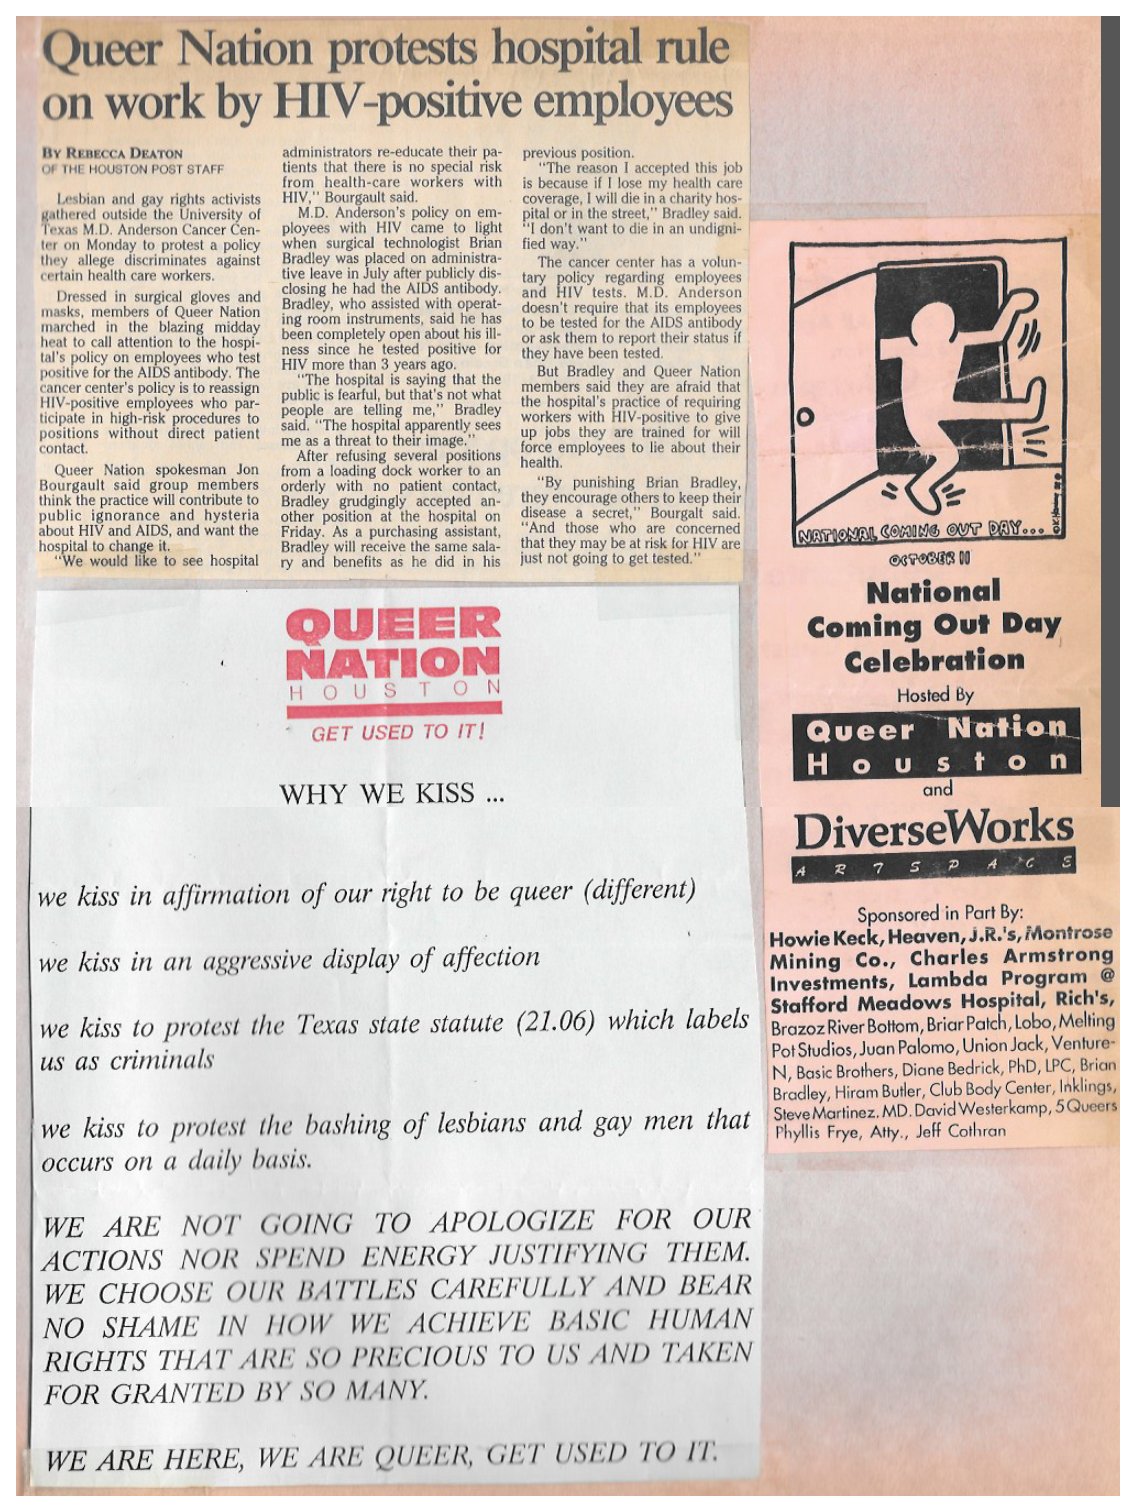 Queer Nation protests hospital rule
on work by HIV-positive employees
BY REBECCA DEATON
OF THE HOUSTON POST STAFF
Lesbian and gay rights activists
gathered outside the University of
Texas M.D. Anderson Cancer Cen-
ter on Monday to protest a policy
they allege discriminates against
certain health care workers.
Dressed in surgical gloves and
masks, members of Queer Nation
marched in the blazing midday
heat to call attention to the hospi-
tal's policy on employees who test
positive for the AIDS antibody. The
cancer center's policy is to reassign
HIV-positive employees who par-
ticipate in high-risk procedures to
positions without direct patient
contact.
Queer Nation spokesman Jon
Bourgault said group members
think the practice will contribute to
public ignorance and hysteria
about HIV and AIDS, and want the
hospital to change it.
"We would like to see hospital
administrators re-educate their pa-
tients that there is no special risk
from health-care workers with
HIV," Bourgault said.
M.D. Anderson's policy on em-
ployees with HIV came to light
when surgical technologist Brian
Bradley was placed on administra-
tive leave in July after publicly dis-
closing he had the AIDS antibody.
Bradley, who assisted with operat-
ing room instruments, said he has
been completely open about his ill-
ness since he tested positive for
HIV more than 3 years ago.
"The hospital is saying that the
public is fearful, but that's not what
people are telling me," Bradley
said. "The hospital apparently sees
me as a threat to their image."
After refusing several positions
from a loading dock worker to an
orderly with no patient contact,
Bradley grudgingly accepted an-
other position at the hospital on
Friday. As a purchasing assistant,
Bradley will receive the same sala-
ry and benefits as he did in his
previous position.
"The reason I accepted this job
is because if I lose my health care
coverage, I will die in a charity hos-
pital or in the street," Bradley said.
"I don't want to die in an undigni-
fied way."
The cancer center has a volun-
tary policy regarding employees
and HIV tests. M.D. Anderson
doesn't require that its employees
to be tested for the AIDS antibody
or ask them to report their status if
they have been tested.
But Bradley and Queer Nation
members said they are afraid that
the hospital's practice of requiring
workers with HIV-positive to give
up jobs they are trained for will
force employees to lie about their
health.
"By punishing Brian Bradley,
they encourage others to keep their
disease a secret," Bourgalt said.
"And those who are concerned
that they may be at risk for HIV are
just not going to get tested."
NATIONAL COMING OUT DAY...
OCTOBER 11
National
Coming Out Day
Celebration
Hosted By
Queer Nation
Houston
and
DiverseWorks
ARTSPACE
Sponsored in Part By:
Howie Keck, Heaven, J.R.'s, Montrose
Mining Co., Charles Armstrong
Investments, Lambda Program @
Stafford Meadows Hospital, Rich's,
Brazoz River Bottom, Briar Patch, Lobo, Melting
Pot Studios, Juan Palomo, Union Jack, Venture-
N, Basic Brothers, Diane Bedrick, PhD, LPC, Brian
Bradley, Hiram Butler, Club Body Center, Inklings,
Steve Martinez. MD. David Westerkamp, 5 Queers
Phyllis Frye, Atty., Jeff Cothran
QUEER
NATION
HOUSTON
GET USED TO IT!
WHY WE KISS ...
we kiss in affirmation of our right to be queer (different)
we kiss in an aggressive display of affection
we kiss to protest the Texas state statute (21.06) which labels
us as criminals
we kiss to protest the bashing of lesbians and gay men that
occurs on a daily basis.
WE ARE NOT GOING TO APOLOGIZE FOR OUR
ACTIONS NOR SPEND ENERGY JUSTIFYING THEM.
WE CHOOSE OUR BATTLES CAREFULLY AND BEAR
NO SHAME IN HOW WE ACHIEVE BASIC HUMAN
RIGHTS THAT ARE SO PRECIOUS TO US AND TAKEN
FOR GRANTED BY SO MANY.
WE ARE HERE, WE ARE QUEER, GET USED TO IT.